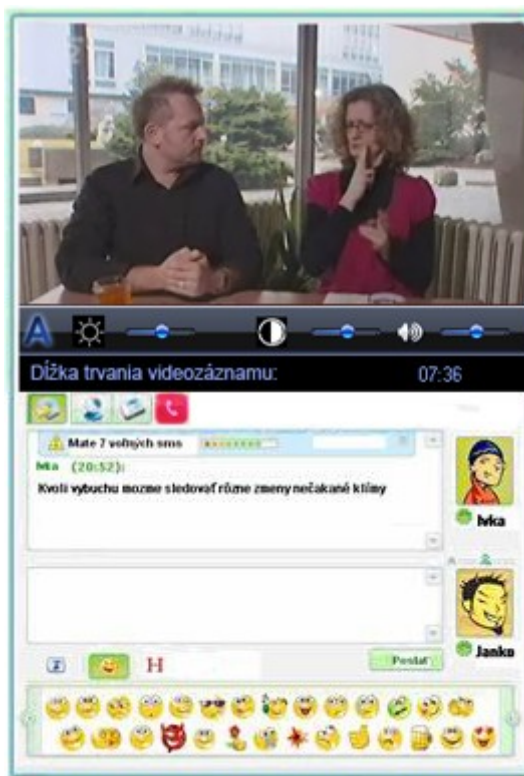 A
Dĺžka trvania videozáznamu: 07:36
Mate 7 voľných sms
Ivka (20:52):
Kvoli vybuchu mozme sledovať rôzne zmeny nečakané klímy
Ivka
Janko
H
Poslať